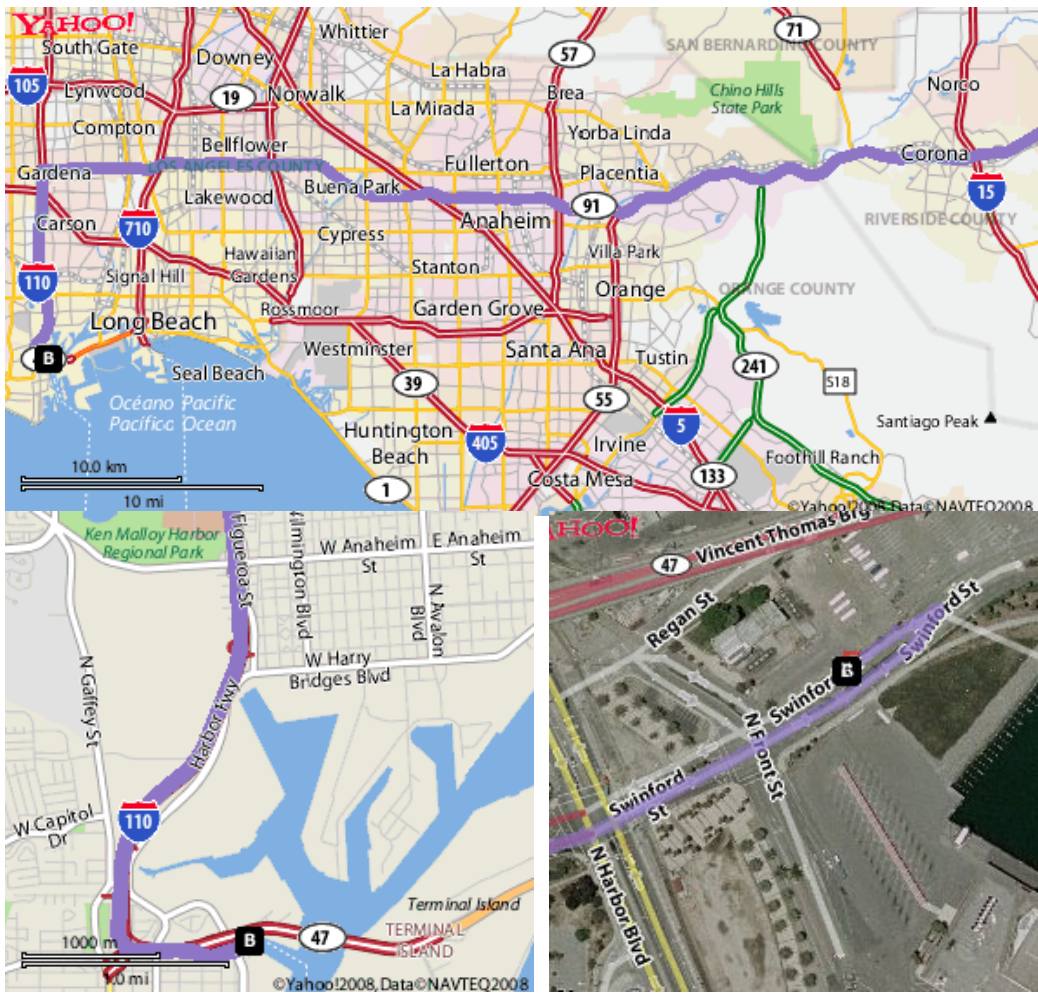 YAHOO!
Whittier
57
71
SAN BERNARDINO COUNTY
South Gate
Downey
La Habra
105
Lynwood
19
Norwalk
La Mirada
Brea
Chino Hills
State Park
Norco
Compton
Yorba Linda
Bellflower
LOS ANGELES COUNTY
Fullerton
Corona
Gardena
Buena Park
Placentia
Lakewood
91
15
Carson
710
Cypress
Anaheim
RIVERSIDE COUNTY
Hawaiian
Gardens
Villa Park
110
Signal Hill
Stanton
Orange
ORANGE COUNTY
Rossmoor
Garden Grove
Long Beach
Westminster
Santa Ana
Tustin
B
Seal Beach
39
241
S18
Océano Pacific
Pacífico Ocean
55
5
Santiago Peak
Huntington
Beach
405
Irvine
Foothill Ranch
10.0 km
Costa Mesa
133
10 mi
1
©Yahoo!2008,Data©NAVTEQ2008
Ken Malloy Harbor
Regional Park
Figueroa St
Wilmington Blvd
W Anaheim
St
E Anaheim
St
N Avalon
Blvd
N Gaffey St
W Harry
Bridges Blvd
Harbor Fwy
110
W Capitol
Dr
Terminal Island
1000 m
B
47
TERMINAL
ISLAND
1.0 mi
©Yahoo!2008,Data©NAVTEQ2008
YAHOO!
47
Vincent Thomas Brg
Regan St
Swinford St
B
Swinford
N Front St
Swinford
St
N Harbor Blvd